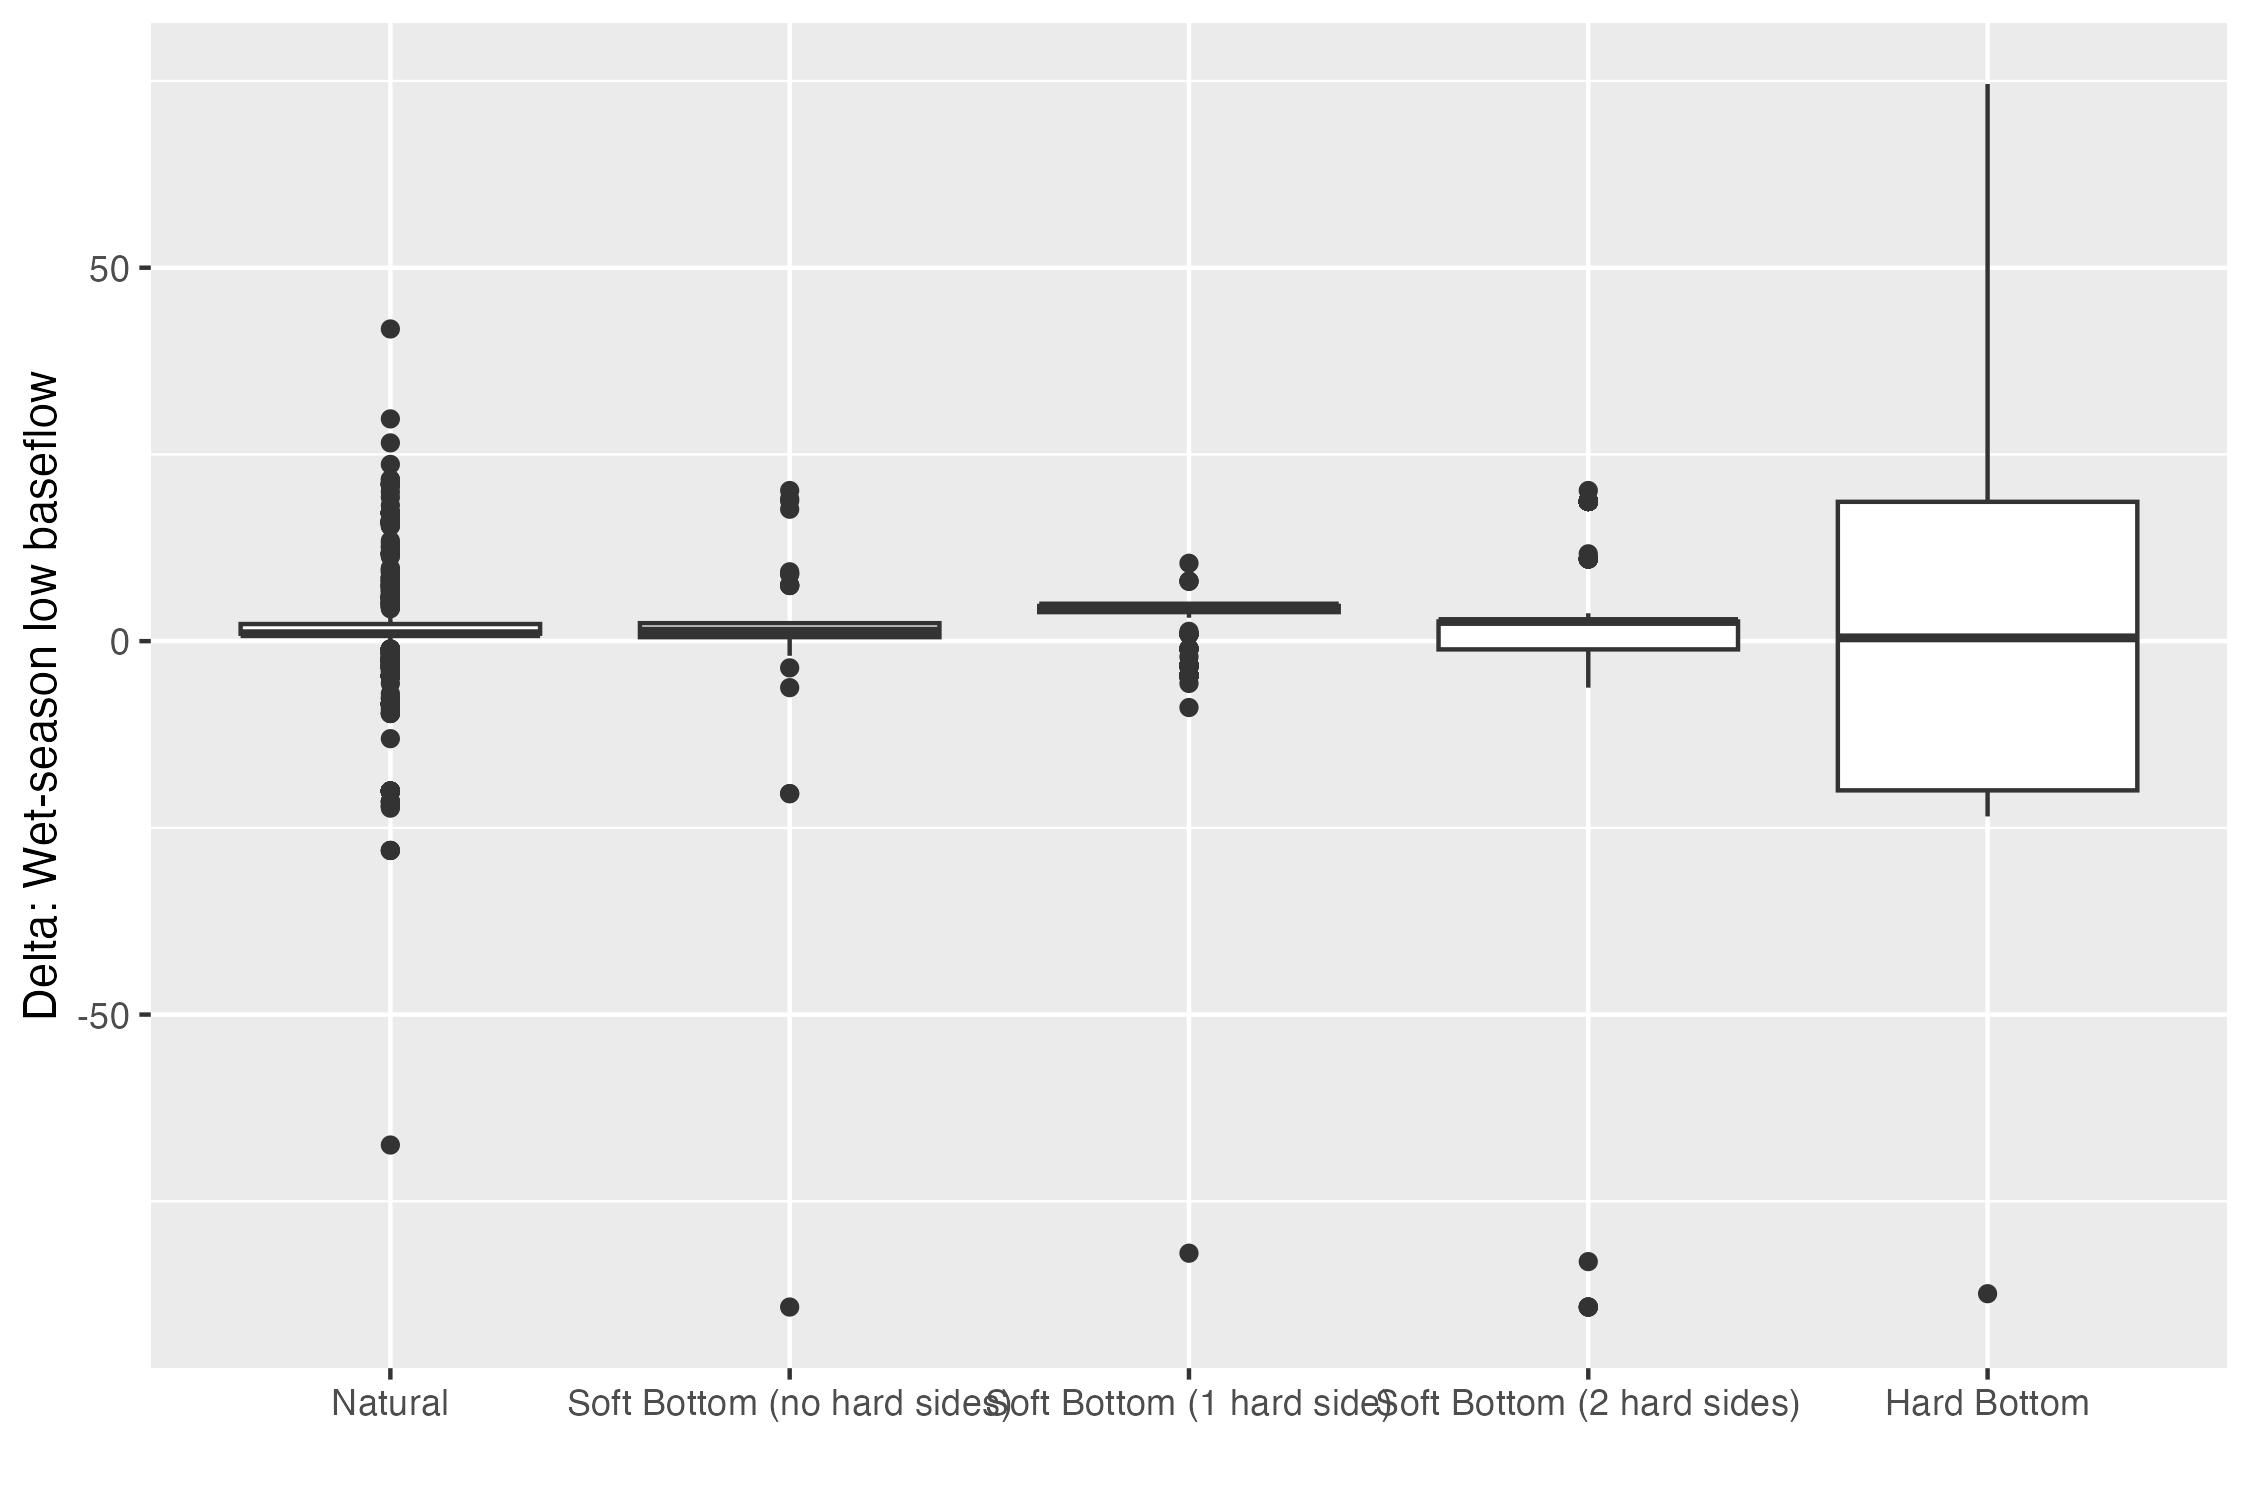 Delta: Wet-season low baseflow
50
0
-50
Natural
Soft Bottom (no hard sides)
Soft Bottom (1 hard side)
Soft Bottom (2 hard sides)
Hard Bottom